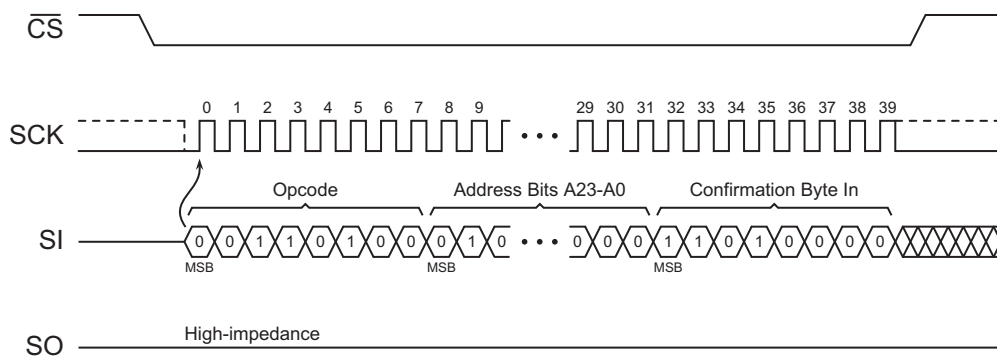 CS
0 1 2 3 4 5 6 7 8 9 29 30 31 32 33 34 35 36 37 38 39
SCK
Opcode Address Bits A23-A0 Confirmation Byte In
SI 0 0 1 1 0 1 0 0 0 1 0 0 0 0 1 1 0 1 0 0 0 0
MSB MSB MSB
High-impedance
SO